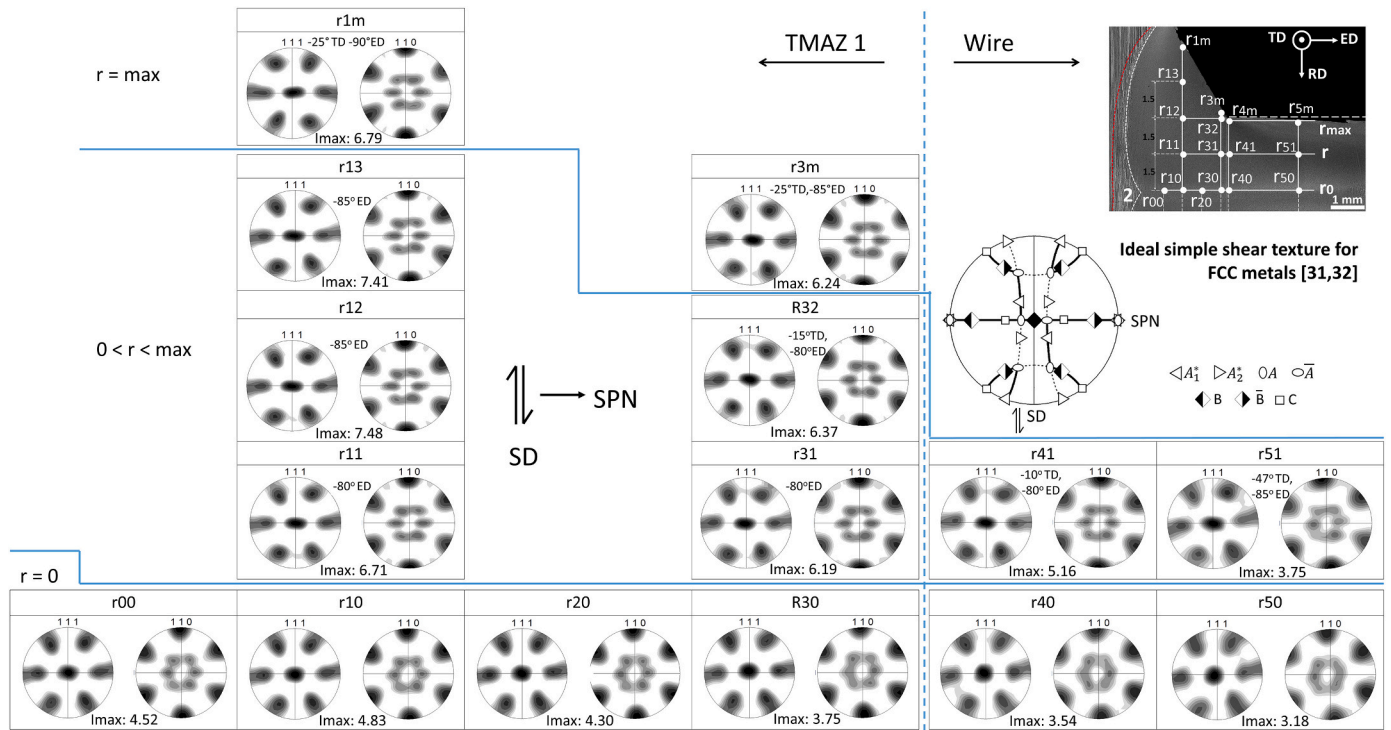 r1m
1 1 1
-25° TD -90°ED
1 1 0
Imax: 6.79
r = max
TMAZ 1
Wire
TD
ED
RD
r1m
r13
r12
r11
r10
r3m
r32
r31
r30
r4m
r41
r40
r5m
r51
r50
rmax
r
r0
1.5
1.5
1.5
2
r00
r20
1 mm
r13
1 1 1
-85° ED
1 1 0
Imax: 7.41
r3m
1 1 1
-25°TD,-85°ED
1 1 0
Imax: 6.24
Ideal simple shear texture for
FCC metals [31,32]
SPN
SD
A*1 A*2 A A̅
B B̅ C
0 < r < max
r12
1 1 1
-85° ED
1 1 0
Imax: 7.48
SPN
SD
R32
1 1 1
-15°TD,
-80°ED
1 1 0
Imax: 6.37
r11
1 1 1
-80° ED
1 1 0
Imax: 6.71
r31
1 1 1
-80°ED
1 1 0
Imax: 6.19
r41
1 1 1
-10° TD,
-80°ED
1 1 0
Imax: 5.16
r51
1 1 1
-47° TD,
-85° ED
1 1 0
Imax: 3.75
r = 0
r00
1 1 1
1 1 0
Imax: 4.52
r10
1 1 1
1 1 0
Imax: 4.83
r20
1 1 1
1 1 0
Imax: 4.30
R30
1 1 1
1 1 0
Imax: 3.75
r40
1 1 1
1 1 0
Imax: 3.54
r50
1 1 1
1 1 0
Imax: 3.18